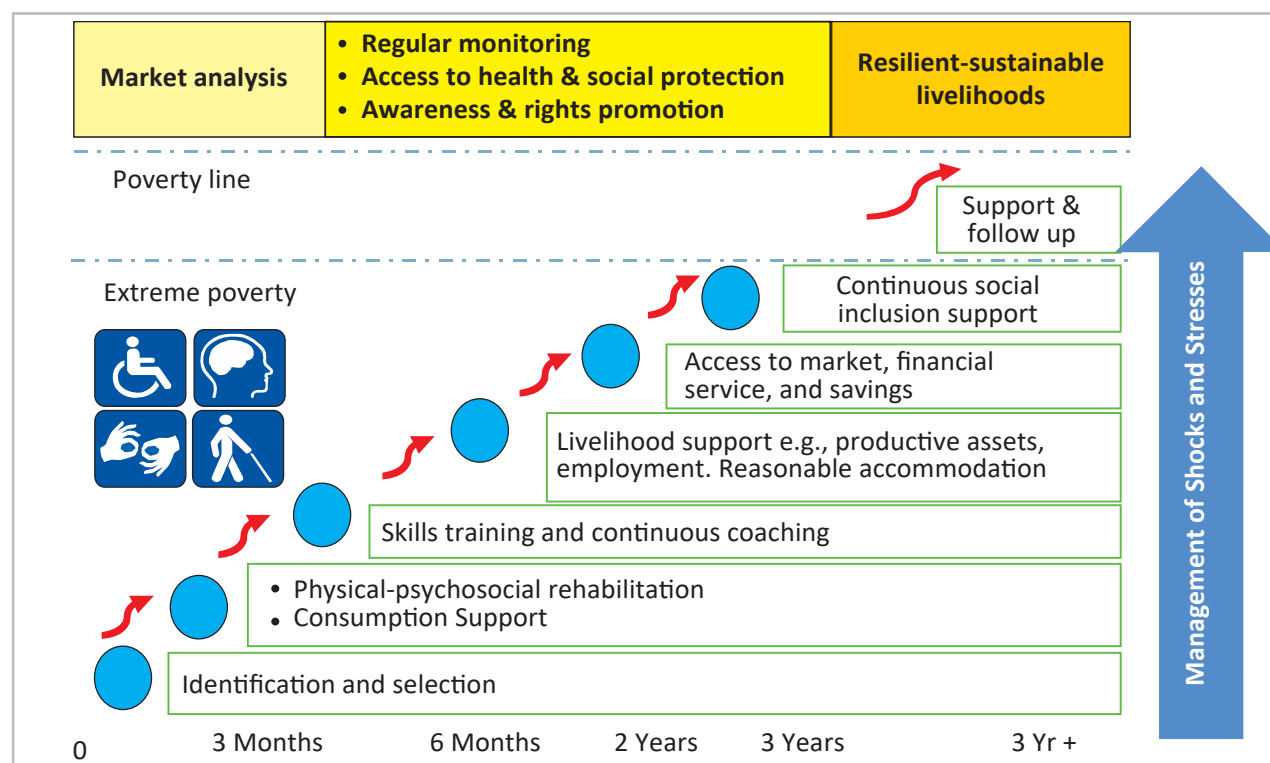 Market analysis
• Regular monitoring
• Access to health & social protection
• Awareness & rights promotion
Resilient-sustainable
livelihoods
Poverty line
Support &
follow up
Extreme poverty
Continuous social
inclusion support
Access to market, financial
service, and savings
Livelihood support e.g., productive assets,
employment. Reasonable accommodation
Skills training and continuous coaching
• Physical-psychosocial rehabilitation
• Consumption Support
Identification and selection
Management of Shocks and Stresses
0
3 Months
6 Months
2 Years
3 Years
3 Yr +